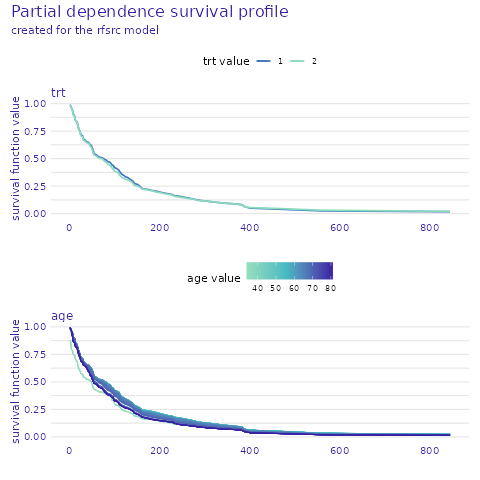 Partial dependence survival profile
created for the rfsrc model
trt value 1 2
trt
survival function value
1.00
0.75
0.50
0.25
0.00
0 200 400 600 800
age value
40 50 60 70 80
age
survival function value
1.00
0.75
0.50
0.25
0.00
0 200 400 600 800